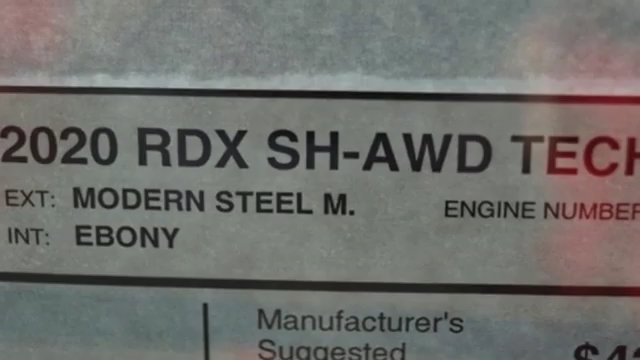 2020 RDX SH-AWD TECH
EXT: MODERN STEEL M.
ENGINE NUMBER
INT: EBONY
Manufacturer's
Suggested